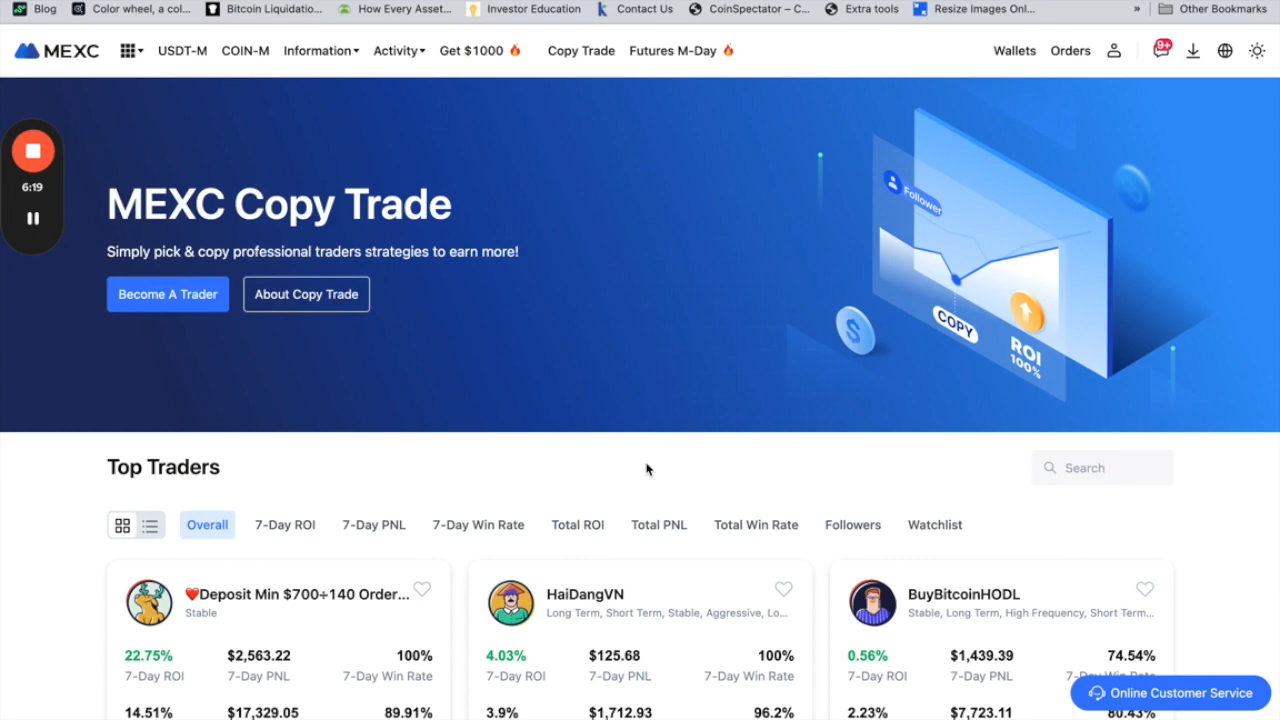 Blog Color wheel, a col... Bitcoin Liquidatio... How Every Asset... Investor Education Contact Us CoinSpectator – C... Extra tools Resize Images Onl... » Other Bookmarks
MEXC USDT-M COIN-M Information Activity Get $1000 Copy Trade Futures M-Day Wallets Orders 9+
6:19
MEXC Copy Trade
Simply pick & copy professional traders strategies to earn more!
Become A Trader About Copy Trade
Follower
COPY
ROI
100%
Top Traders Search
Overall 7-Day ROI 7-Day PNL 7-Day Win Rate Total ROI Total PNL Total Win Rate Followers Watchlist
❤️Deposit Min $700÷140 Order...
Stable
22.75% $2,563.22 100%
7-Day ROI 7-Day PNL 7-Day Win Rate
14.51% $17,329.05 89.91%
HaiDangVN
Long Term, Short Term, Stable, Aggressive, Lo...
4.03% $125.68 100%
7-Day ROI 7-Day PNL 7-Day Win Rate
3.9% $1,712.93 96.2%
BuyBitcoinHODL
Stable, Long Term, High Frequency, Short Term...
0.56% $1,439.39 74.54%
7-Day ROI 7-Day PNL 7-Day Win Rate
2.23% $7,723.11 80.43%
Online Customer Service